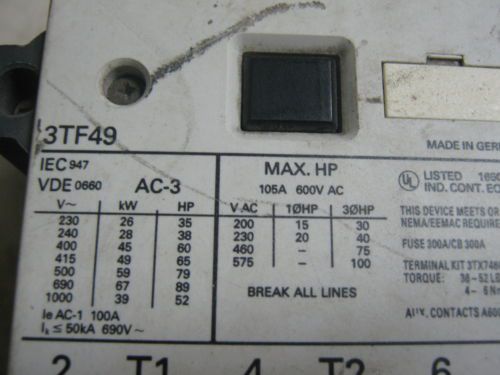 3TF49
IEC 947
VDE 0660 AC-3
V~ kW HP
230 26 35
240 28 38
400 45 60
415 49 65
500 59 79
690 67 89
1000 39 52
Ie AC-1 100A
Ik ≤ 50kA 690V~
MAX. HP
105A 600V AC
V AC 1ØHP 3ØHP
200 15 30
230 20 40
460 – 75
575 – 100
BREAK ALL LINES
MADE IN GER
UL LISTED
IND. CONT. E
THIS DEVICE MEETS OR
NEMA/EEMAC REQUIRE
FUSE 300A/CB 300A
TERMINAL KIT
TORQUE:
AUX. CONTACTS A600
2 T1 4 T2 6